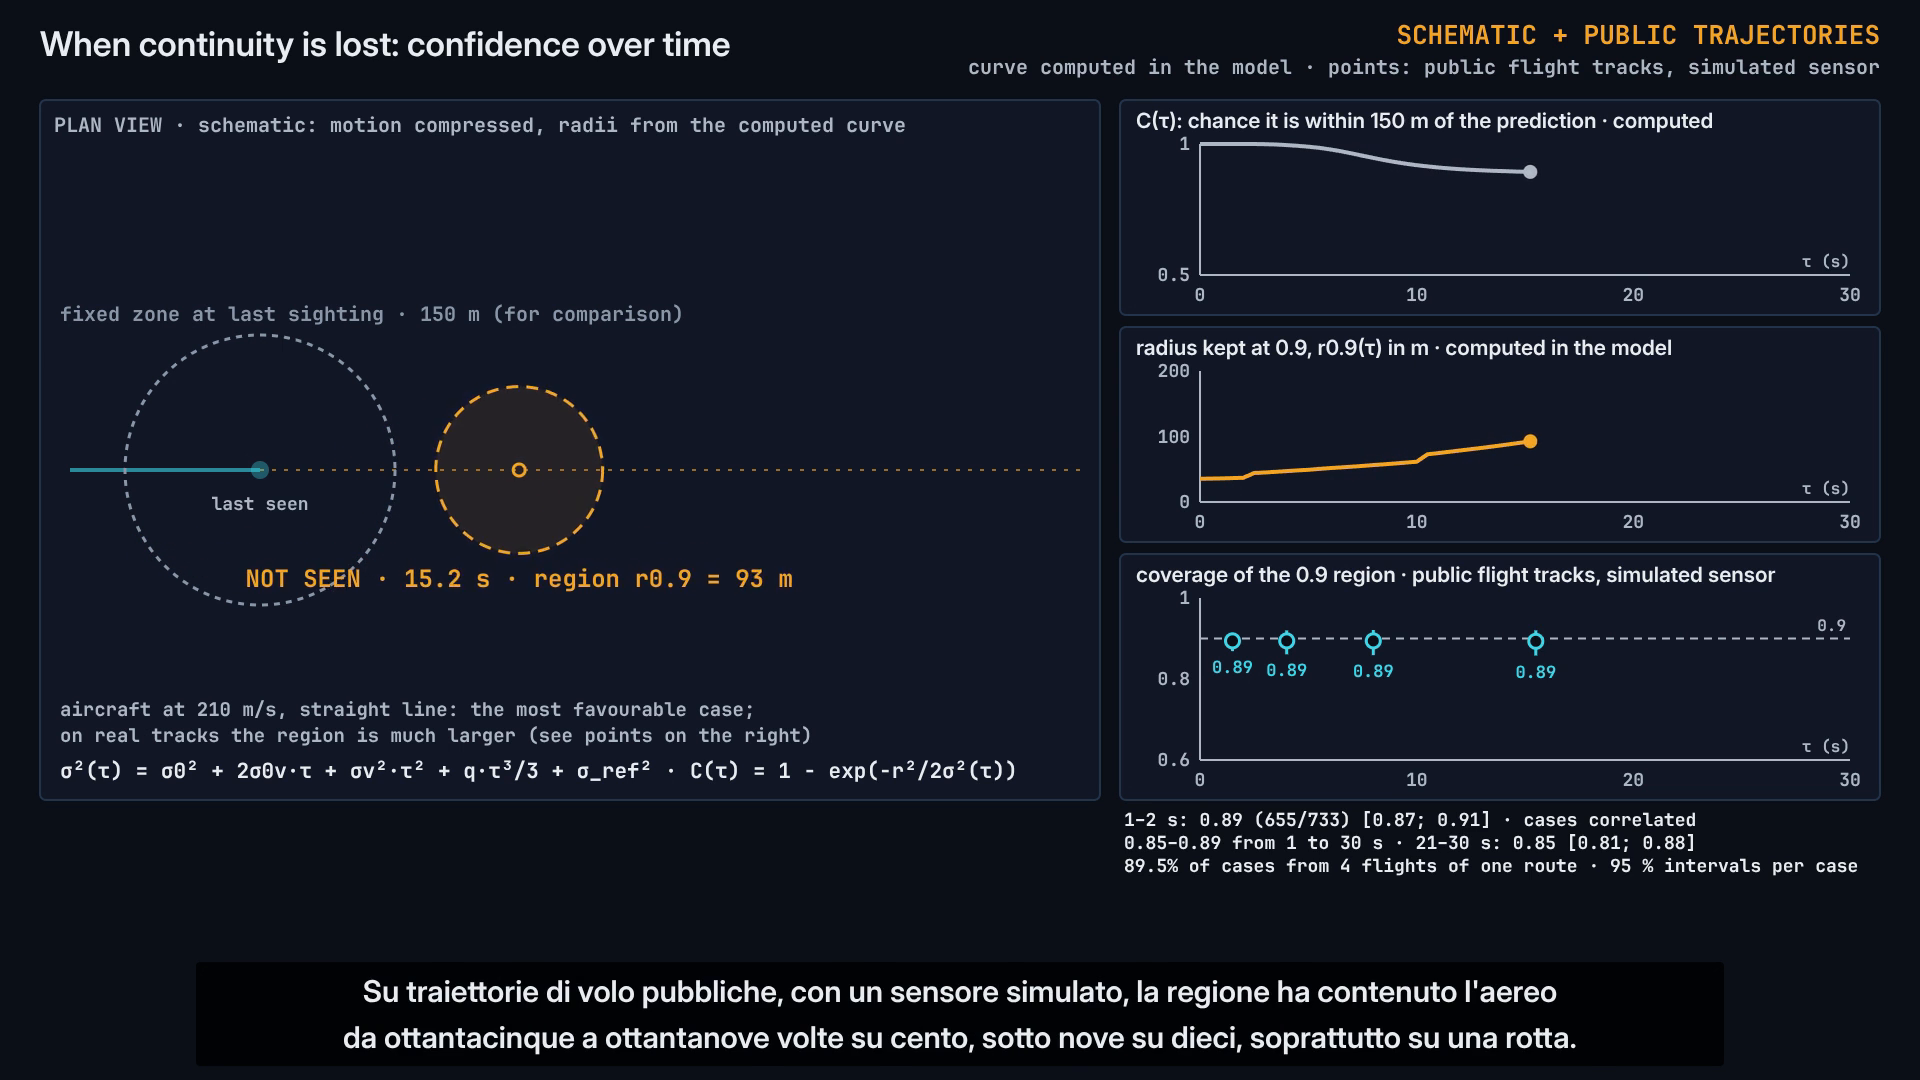 When continuity is lost: confidence over time
SCHEMATIC + PUBLIC TRAJECTORIES
curve computed in the model · points: public flight tracks, simulated sensor
PLAN VIEW · schematic: motion compressed, radii from the computed curve
fixed zone at last sighting · 150 m (for comparison)
last seen
NOT SEEN · 15.2 s · region r0.9 = 93 m
aircraft at 210 m/s, straight line: the most favourable case;
on real tracks the region is much larger (see points on the right)
σ²(τ) = σ0² + 2σ0v·τ + σv²·τ² + q·τ³/3 + σ_ref² · C(τ) = 1 - exp(-r²/2σ²(τ))
C(τ): chance it is within 150 m of the prediction · computed
1
0.5
τ (s)
0 10 20 30
radius kept at 0.9, r0.9(τ) in m · computed in the model
200
100
0
τ (s)
0 10 20 30
coverage of the 0.9 region · public flight tracks, simulated sensor
1
0.9
0.89 0.89 0.89 0.89
0.8
τ (s)
0.6
0 10 20 30
1–2 s: 0.89 (655/733) [0.87; 0.91] · cases correlated
0.85–0.89 from 1 to 30 s · 21–30 s: 0.85 [0.81; 0.88]
89.5% of cases from 4 flights of one route · 95 % intervals per case
Su traiettorie di volo pubbliche, con un sensore simulato, la regione ha contenuto l'aereo
da ottantacinque a ottantanove volte su cento, sotto nove su dieci, soprattutto su una rotta.